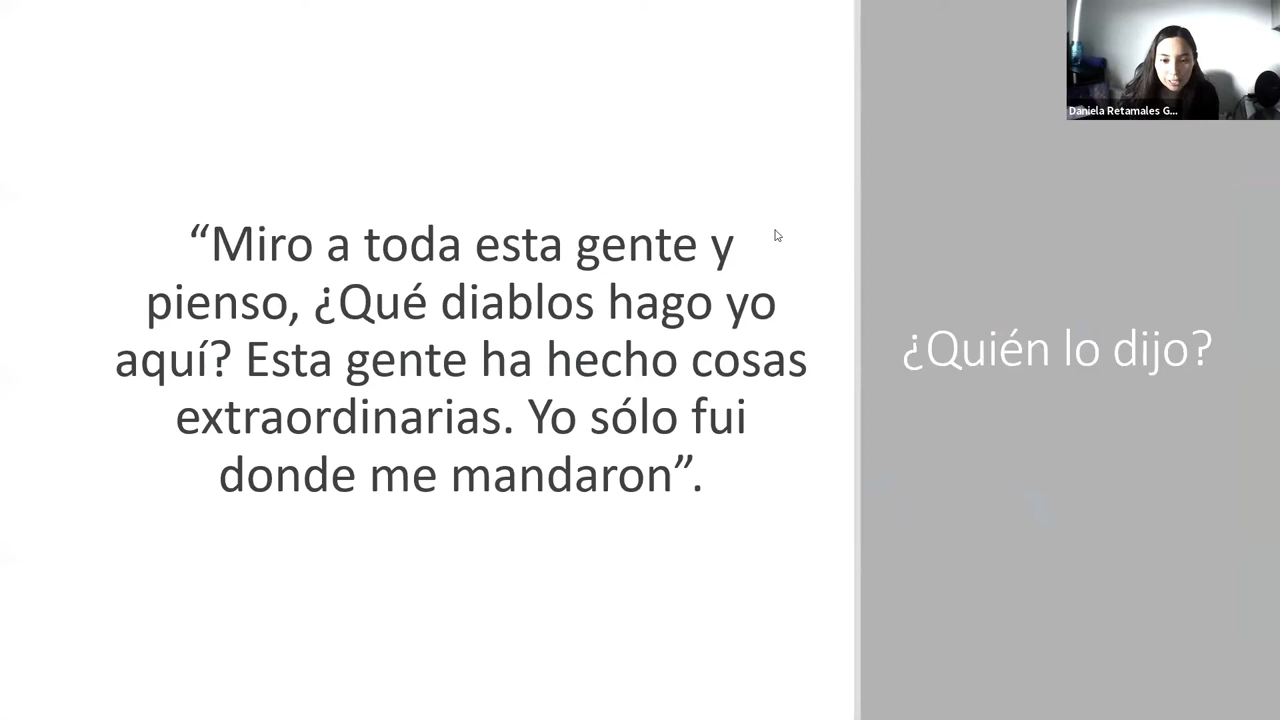 “Miro a toda esta gente y
pienso, ¿Qué diablos hago yo
aquí? Esta gente ha hecho cosas
extraordinarias. Yo sólo fui
donde me mandaron”.
¿Quién lo dijo?
Daniela Retamales G...